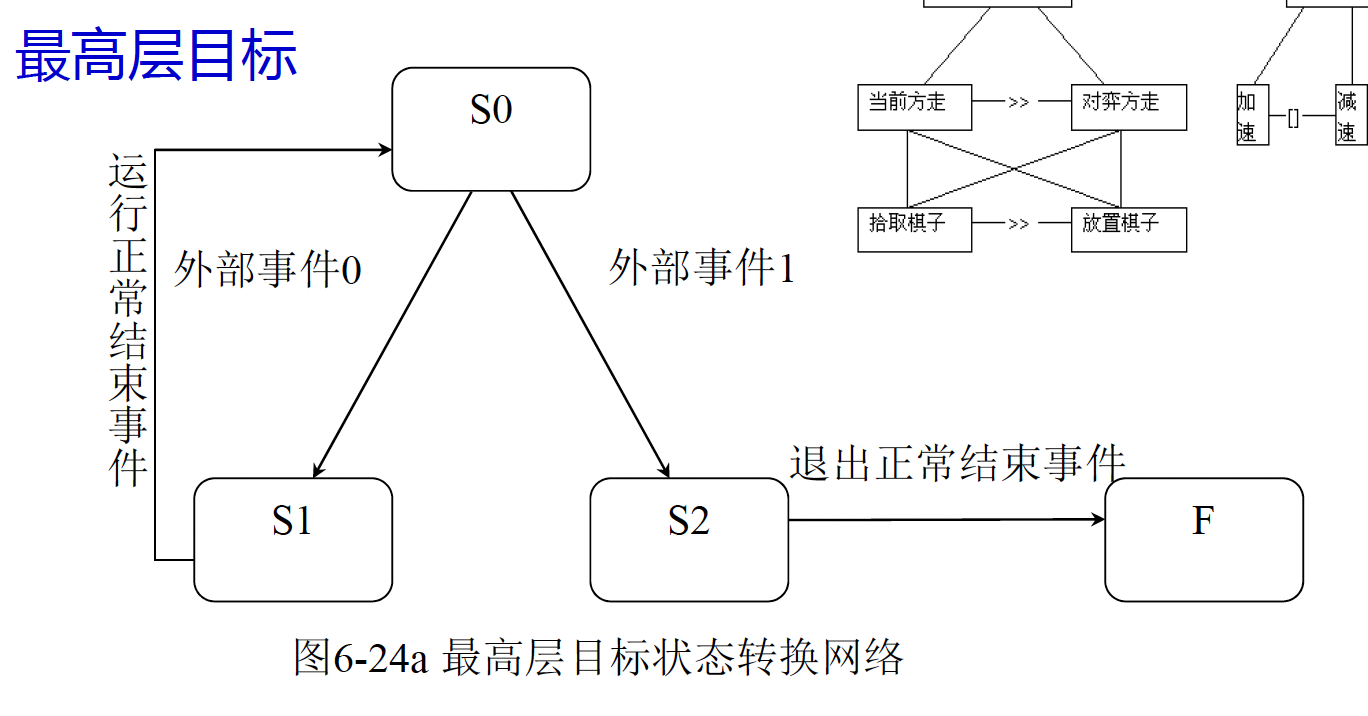 最高层目标
S0
运行正常结束事件
外部事件0
外部事件1
S1
S2
退出正常结束事件
F
图6-24a 最高层目标状态转换网络
当前方走
>>
对弈方走
拾取棋子
>>
放置棋子
加速
[]
减速